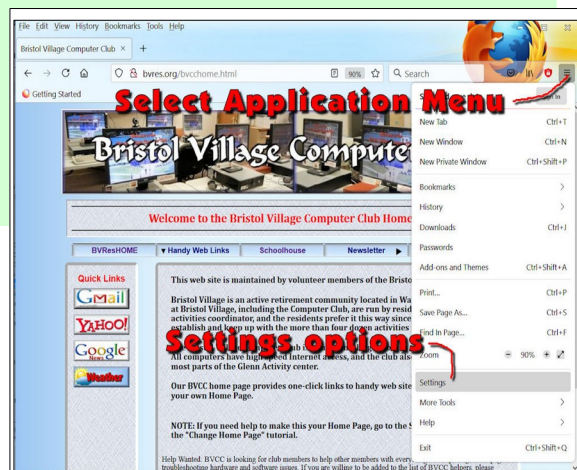 File Edit View History Bookmarks Tools Help
Bristol Village Computer Club × +
bvres.org/bvcchome.html 90% Search
Getting Started
Select Application Menu
Sign In
New Tab Ctrl+T
New Window Ctrl+N
New Private Window Ctrl+Shift+P
Bookmarks
History
Downloads Ctrl+J
Passwords
Add-ons and Themes Ctrl+Shift+A
Print... Ctrl+P
Save Page As... Ctrl+S
Find In Page... Ctrl+F
Zoom − 90% +
Settings
More Tools
Help
Exit Ctrl+Shift+Q
Bristol Village Compute
Welcome to the Bristol Village Computer Club Home
BVResHOME ▾ Handy Web Links Schoolhouse Newsletter ▶
Quick Links
Gmail
YAHOO!
Google
News
Weather
This web site is maintained by volunteer members of the Bristo
Bristol Village is an active retirement community located in Wa
at Bristol Village, including the Computer Club, are run by resid
activities coordinator, and the residents prefer it this way since
establish and keep up with the more than four dozen activities
Settings options
All computers have high speed internet access, and the club als
most parts of the Glenn Activity center.
Our BVCC home page provides one-click links to handy web site
your own Home Page.
NOTE: If you need help to make this your Home Page, go to the S
the "Change Home Page" tutorial.
Help Wanted. BVCC is looking for club members to help other members with every
troubleshooting hardware and software issues. If you are willing to be added to the list of BVCC helpers, please